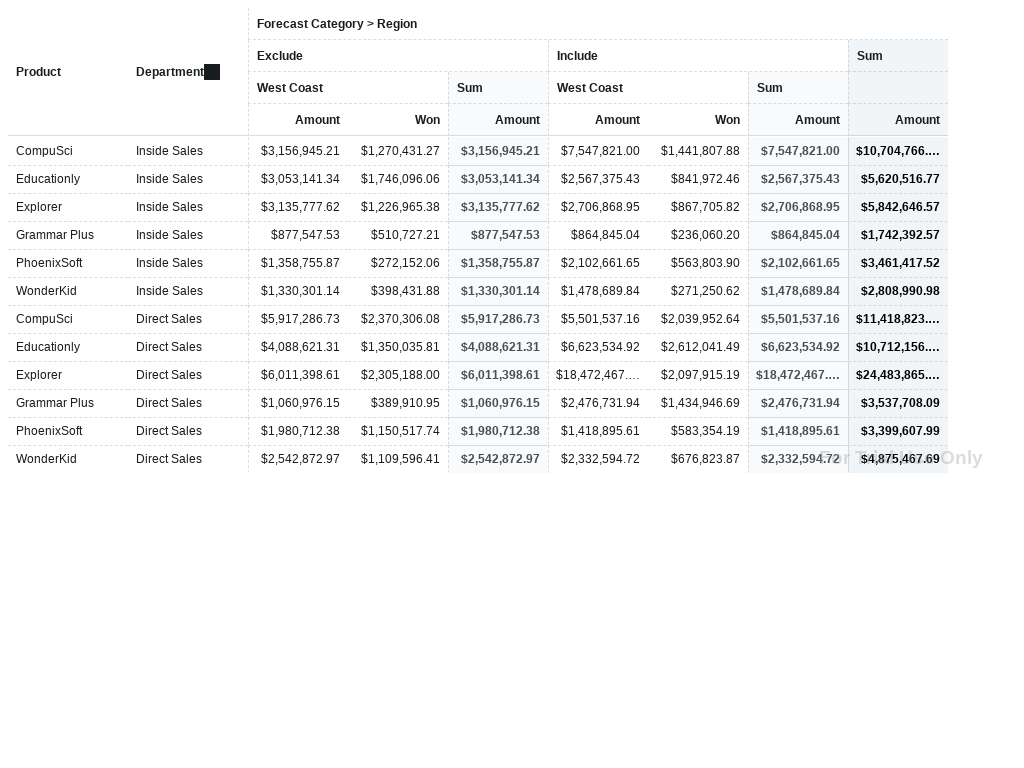 Forecast Category > Region
Product Department Exclude Include Sum
West Coast Sum West Coast Sum
Amount Won Amount Amount Won Amount Amount
CompuSci Inside Sales $3,156,945.21 $1,270,431.27 $3,156,945.21 $7,547,821.00 $1,441,807.88 $7,547,821.00 $10,704,766....
Educationly Inside Sales $3,053,141.34 $1,746,096.06 $3,053,141.34 $2,567,375.43 $841,972.46 $2,567,375.43 $5,620,516.77
Explorer Inside Sales $3,135,777.62 $1,226,965.38 $3,135,777.62 $2,706,868.95 $867,705.82 $2,706,868.95 $5,842,646.57
Grammar Plus Inside Sales $877,547.53 $510,727.21 $877,547.53 $864,845.04 $236,060.20 $864,845.04 $1,742,392.57
PhoenixSoft Inside Sales $1,358,755.87 $272,152.06 $1,358,755.87 $2,102,661.65 $563,803.90 $2,102,661.65 $3,461,417.52
WonderKid Inside Sales $1,330,301.14 $398,431.88 $1,330,301.14 $1,478,689.84 $271,250.62 $1,478,689.84 $2,808,990.98
CompuSci Direct Sales $5,917,286.73 $2,370,306.08 $5,917,286.73 $5,501,537.16 $2,039,952.64 $5,501,537.16 $11,418,823....
Educationly Direct Sales $4,088,621.31 $1,350,035.81 $4,088,621.31 $6,623,534.92 $2,612,041.49 $6,623,534.92 $10,712,156....
Explorer Direct Sales $6,011,398.61 $2,305,188.00 $6,011,398.61 $18,472,467.... $2,097,915.19 $18,472,467.... $24,483,865....
Grammar Plus Direct Sales $1,060,976.15 $389,910.95 $1,060,976.15 $2,476,731.94 $1,434,946.69 $2,476,731.94 $3,537,708.09
PhoenixSoft Direct Sales $1,980,712.38 $1,150,517.74 $1,980,712.38 $1,418,895.61 $583,354.19 $1,418,895.61 $3,399,607.99
WonderKid Direct Sales $2,542,872.97 $1,109,596.41 $2,542,872.97 $2,332,594.72 $676,823.87 $2,332,594.72 $4,875,467.69
For Trial Use Only